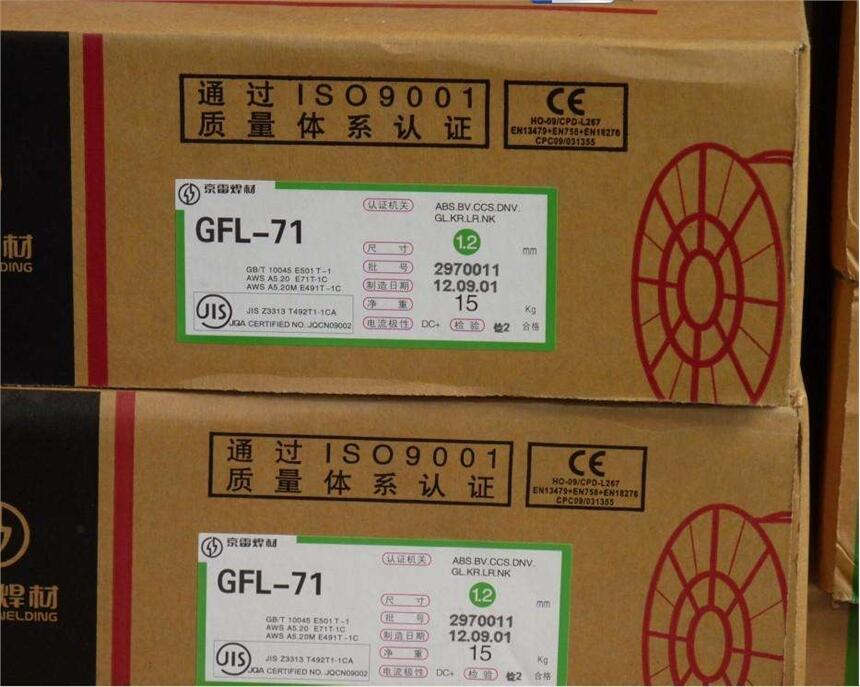 通过ISO9001
质量体系认证
CE
HO-09/CPD-L267
EN13479+EN758+EN18276
CPC09/031355
材
DING
京雷焊材
GFL-71
认证机关 ABS.BV.CCS.DNV.
GL.KR.LR.NK
尺寸 1.2 mm
GB/T 10045 E501 T-1
AWS A5.20 E71T-1C
AWS A5.20M E491T-1C
批号 2970011
制造日期 12.09.01
净重 15 Kg
电流极性 DC+ 检验 检2 合格
JIS JIS Z3313 T492T1-1CA
JQA CERTIFIED NO. JQCN09002
通过ISO9001
质量体系认证
CE
HO-09/CPD-L267
EN13479+EN758+EN18276
CPC09/031355
焊材
WELDING
京雷焊材
GFL-71
认证机关 ABS.BV.CCS.DNV.
GL.KR.LR.NK
尺寸 1.2 mm
GB/T 10045 E501 T-1
AWS A5.20 E71T-1C
AWS A5.20M E491T-1C
批号 2970011
制造日期 12.09.01
净重 15 Kg
电流极性 DC+ 检验 检2 合格
JIS JIS Z3313 T492T1-1CA
JQA CERTIFIED NO. JQCN09002